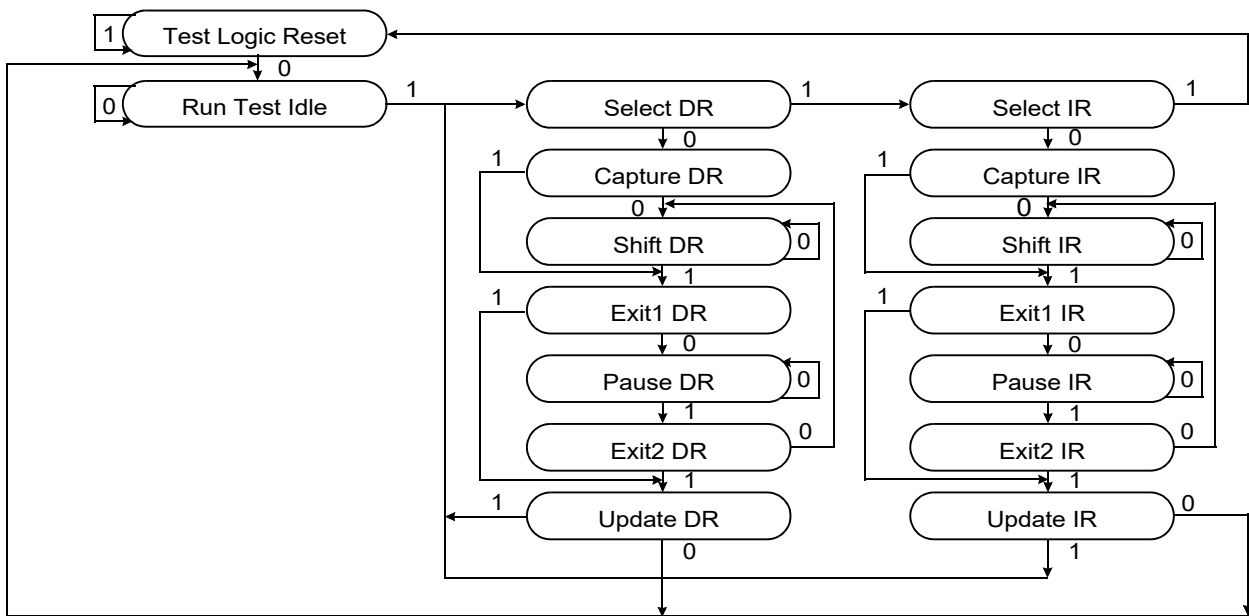 1
Test Logic Reset
0
0
Run Test Idle
1
Select DR
1
Select IR
1
0
0
1
Capture DR
1
Capture IR
0
0
Shift DR
0
Shift IR
0
1
1
1
Exit1 DR
1
Exit1 IR
0
0
Pause DR
0
Pause IR
0
1
1
Exit2 DR
0
Exit2 IR
0
1
1
1
Update DR
Update IR
0
0
1